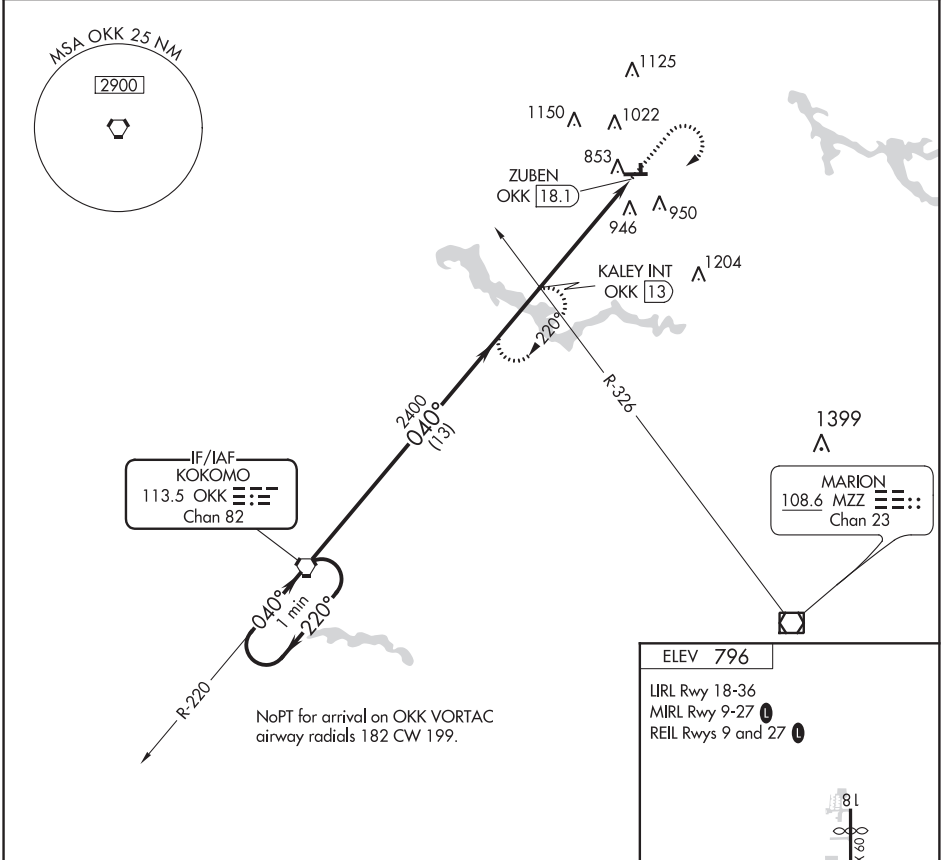 MSA OKK 25 NM
2900
1125
1150
1022
853
ZUBEN
OKK 18.1
946
950
KALEY INT
OKK 13
1204
220°
R-326
2400
040°
(13)
1399
IF/IAF
KOKOMO
113.5 OKK
Chan 82
MARION
108.6 MZZ
Chan 23
040°
1 min
220°
R-220
NoPT for arrival on OKK VORTAC
airway radials 182 CW 199.
ELEV 796
LIRL Rwy 18-36
MIRL Rwy 9-27 L
REIL Rwys 9 and 27 L
18